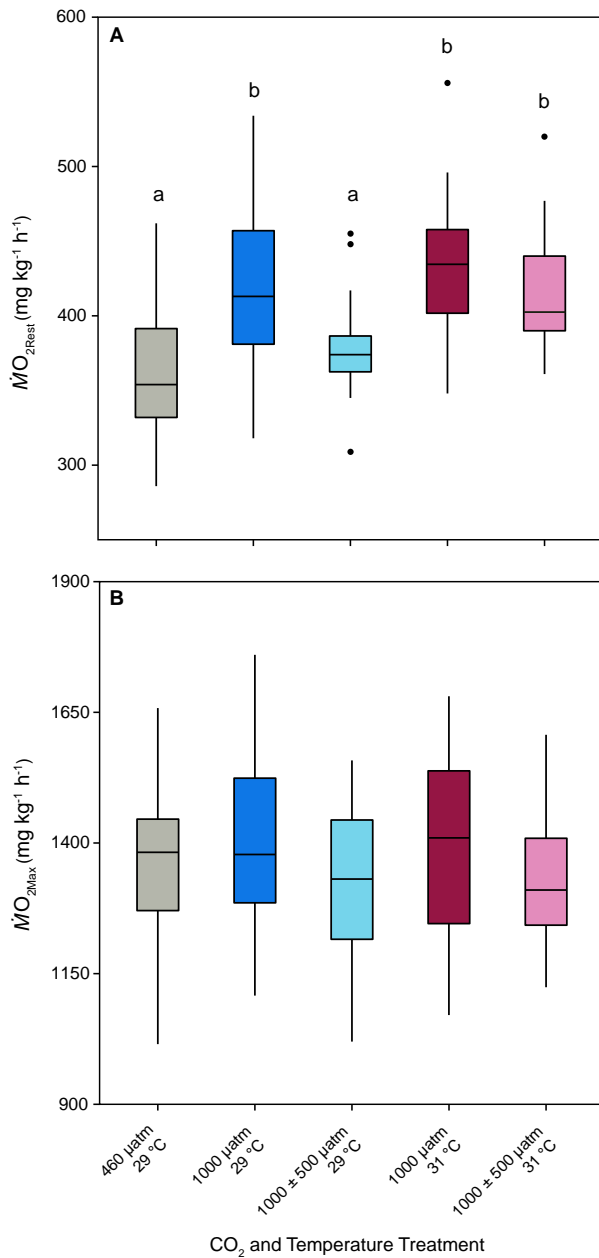 A
600
500
400
300
ṀO₂Rest (mg kg⁻¹ h⁻¹)
a
b
a
b
b
B
1900
1650
1400
1150
900
ṀO₂Max (mg kg⁻¹ h⁻¹)
460 µatm
29 °C
1000 µatm
29 °C
1000 ± 500 µatm
29 °C
1000 µatm
31 °C
1000 ± 500 µatm
31 °C
CO₂ and Temperature Treatment